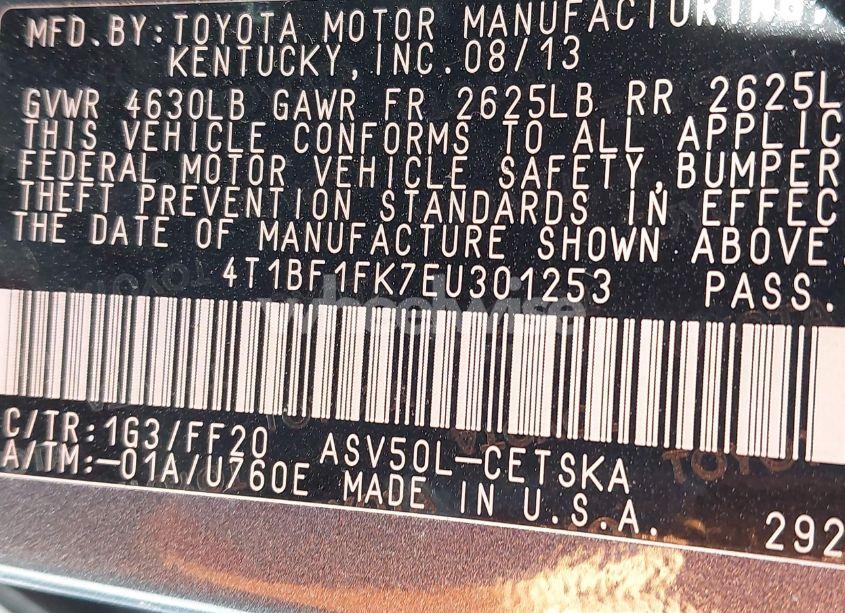 MFD.BY:TOYOTA MOTOR MANUFACTURING,
KENTUCKY,INC.08/13
GVWR 4630LB GAWR FR 2625LB RR 2625L
THIS VEHICLE CONFORMS TO ALL APPLIC
FEDERAL MOTOR VEHICLE SAFETY,BUMPER
THEFT PREVENTION STANDARDS IN EFFEC
THE DATE OF MANUFACTURE SHOWN ABOVE.
4T1BF1FK7EU301253 PASS.
wheelwise
C/TR:1G3/FF20 ASV50L-CETSKA
A/TM:-01A/U760E MADE IN U.S.A.
292
TOYOTA